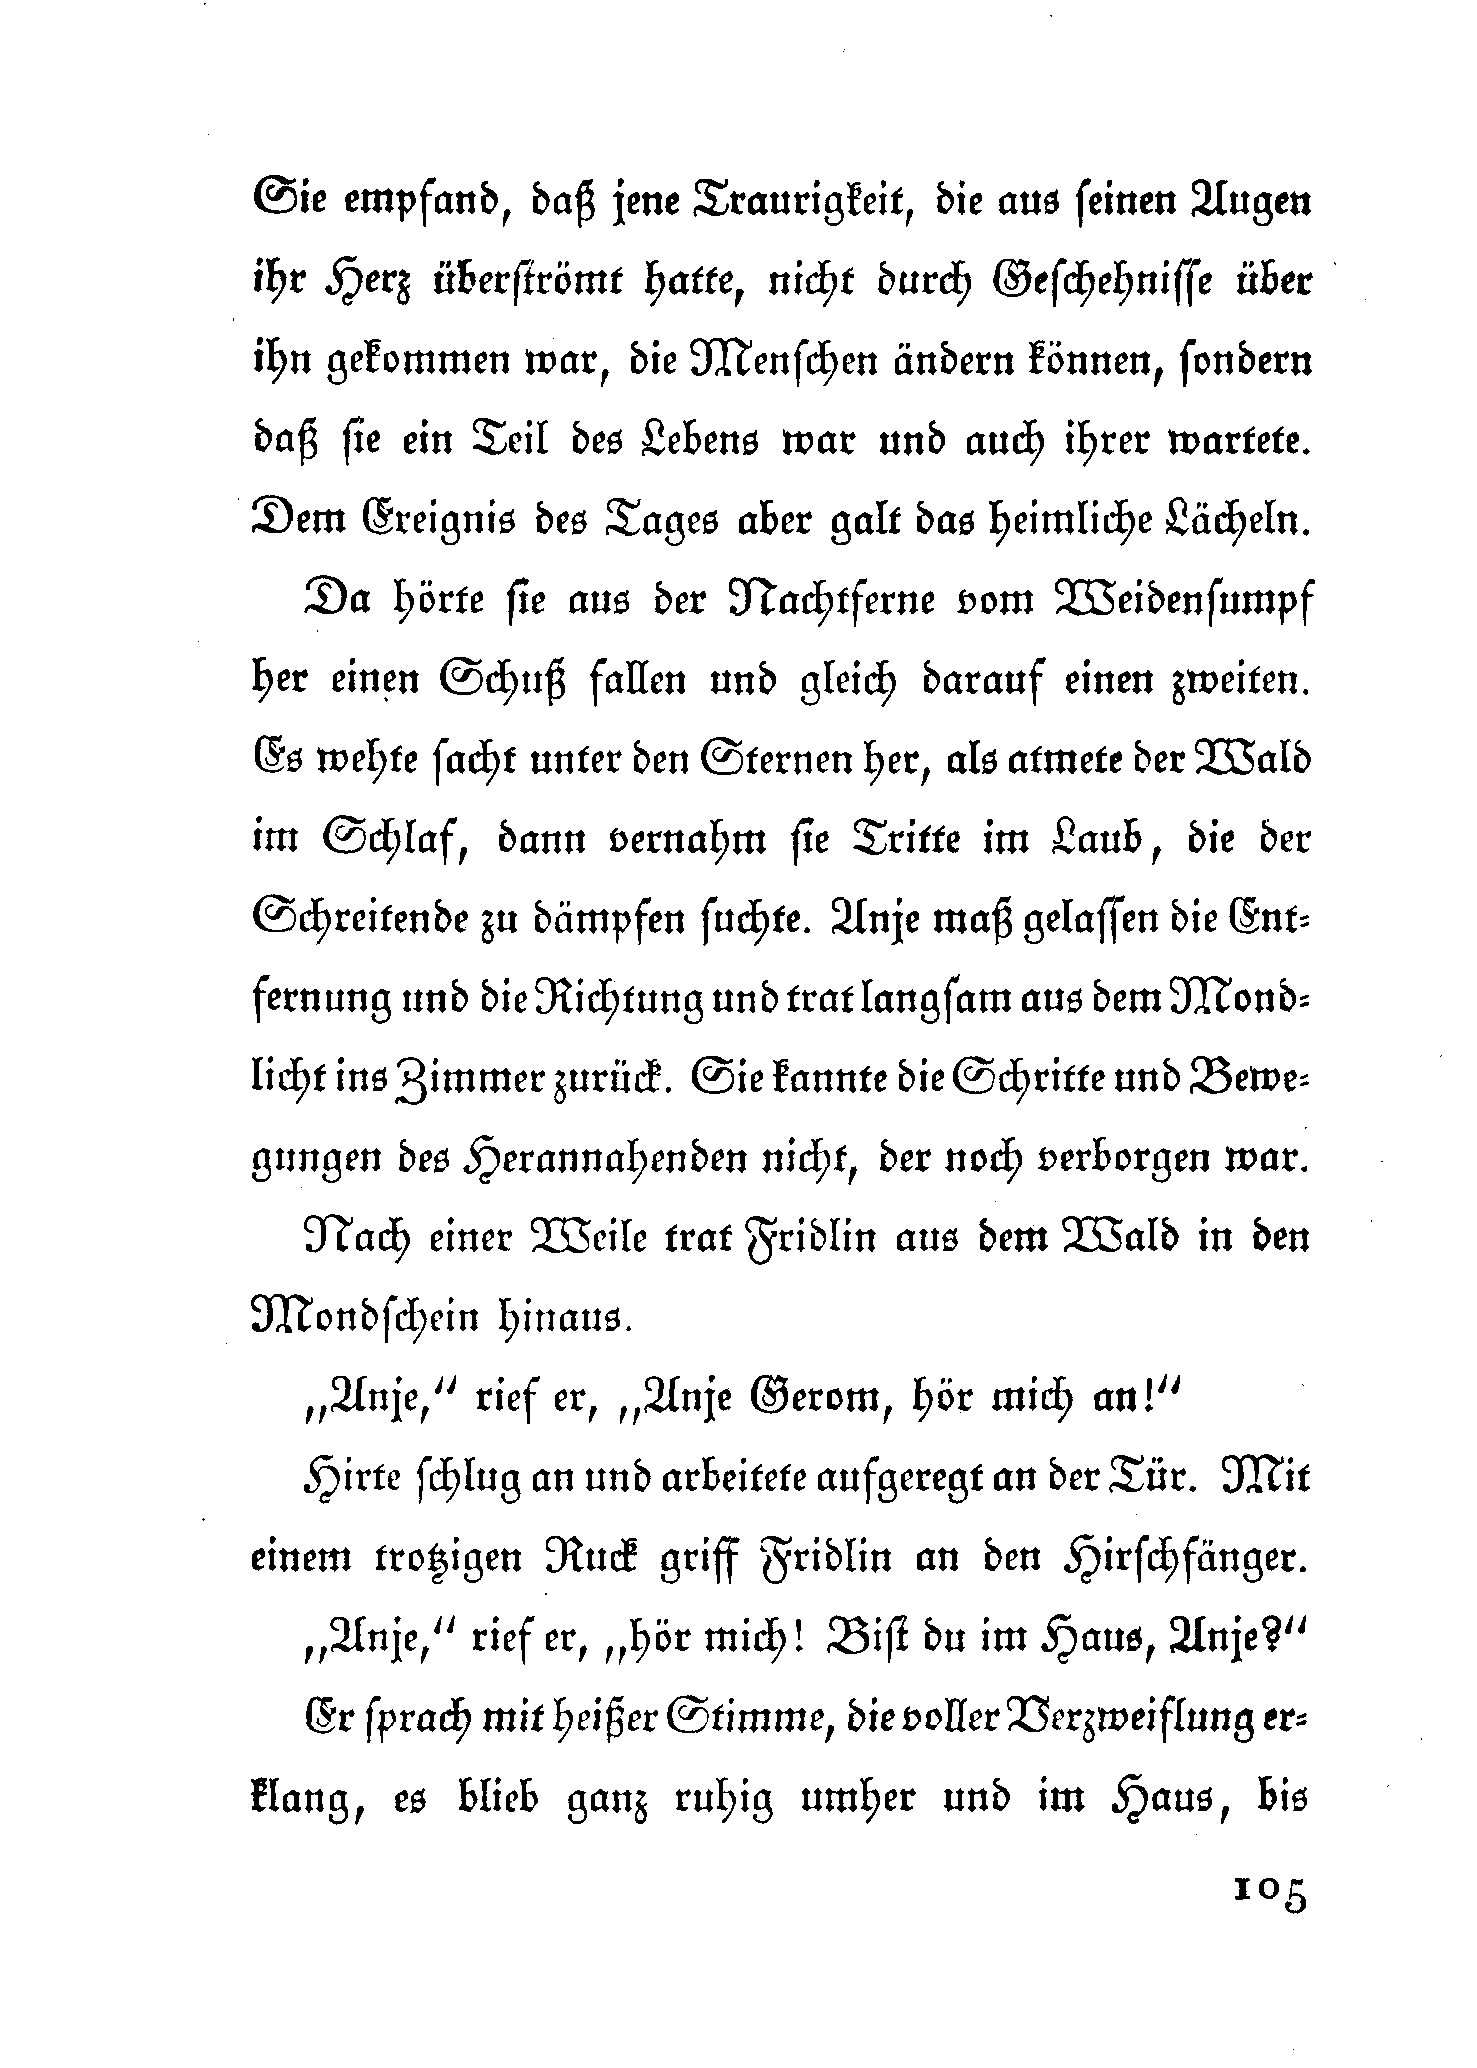 Sie empfand, daß jene Traurigkeit, die aus seinen Augen
ihr Herz überströmt hatte, nicht durch Geschehnisse über
ihn gekommen war, die Menschen ändern können, sondern
daß sie ein Teil des Lebens war und auch ihrer wartete.
Dem Ereignis des Tages aber galt das heimliche Lächeln.
Da hörte sie aus der Nachtferne vom Weidensumpf
her einen Schuß fallen und gleich darauf einen zweiten.
Es wehte sacht unter den Sternen her, als atmete der Wald
im Schlaf, dann vernahm sie Tritte im Laub, die der
Schreitende zu dämpfen suchte. Anje maß gelassen die Ent-
fernung und die Richtung und trat langsam aus dem Mond-
licht ins Zimmer zurück. Sie kannte die Schritte und Bewe-
gungen des Herannahenden nicht, der noch verborgen war.
Nach einer Weile trat Fridlin aus dem Wald in den
Mondschein hinaus.
„Anje,“ rief er, „Anje Gerom, hör mich an!“
Hirte schlug an und arbeitete aufgeregt an der Tür. Mit
einem trotzigen Ruck griff Fridlin an den Hirschfänger.
„Anje,“ rief er, „hör mich! Bist du im Haus, Anje?“
Er sprach mit heißer Stimme, die voller Verzweiflung er-
klang, es blieb ganz ruhig umher und im Haus, bis
105